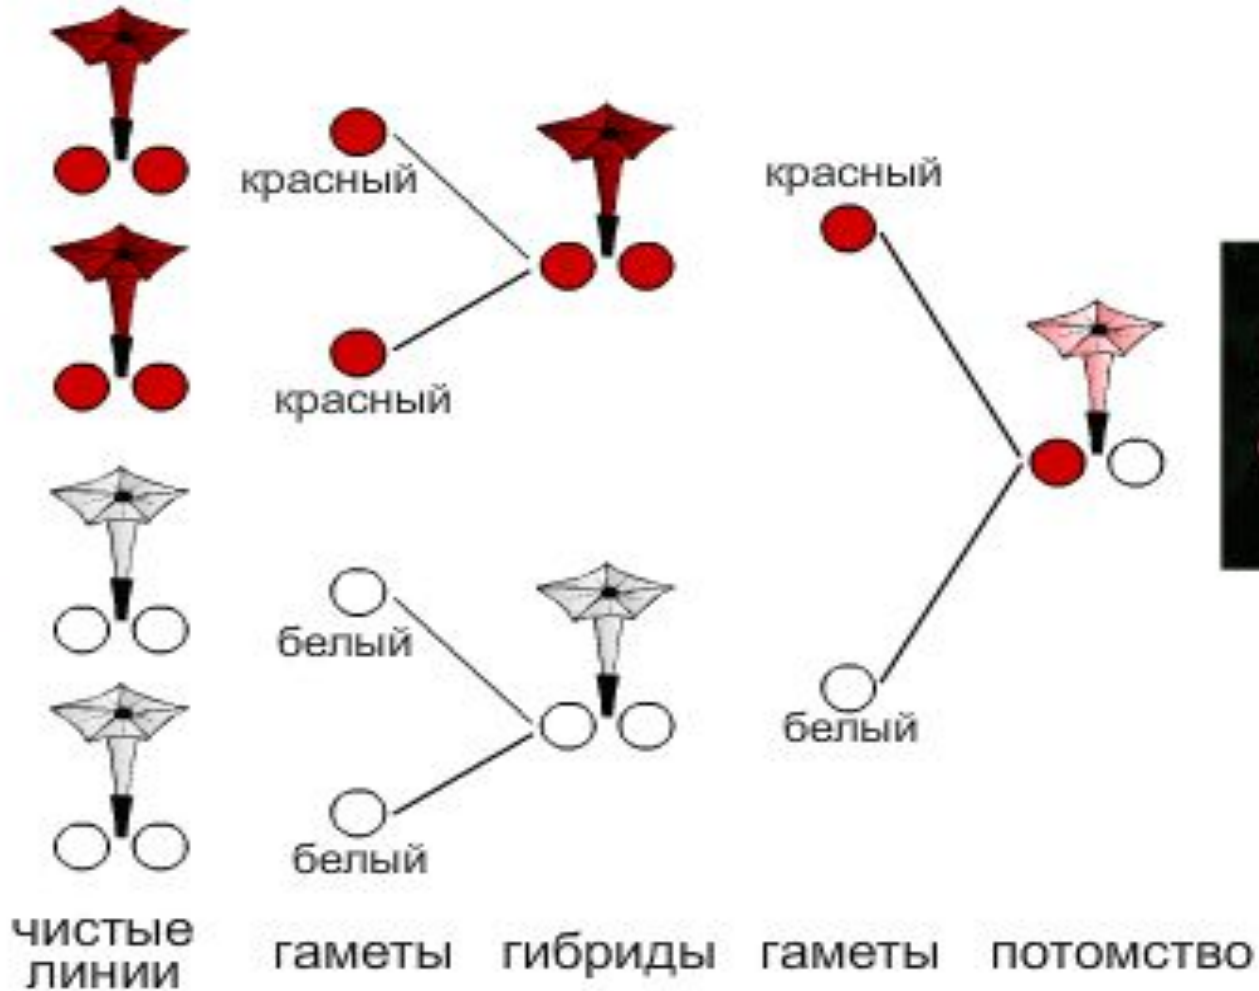 красный
красный
красный
белый
белый
белый
чистые
линии
гаметы
гибриды
гаметы
потомство